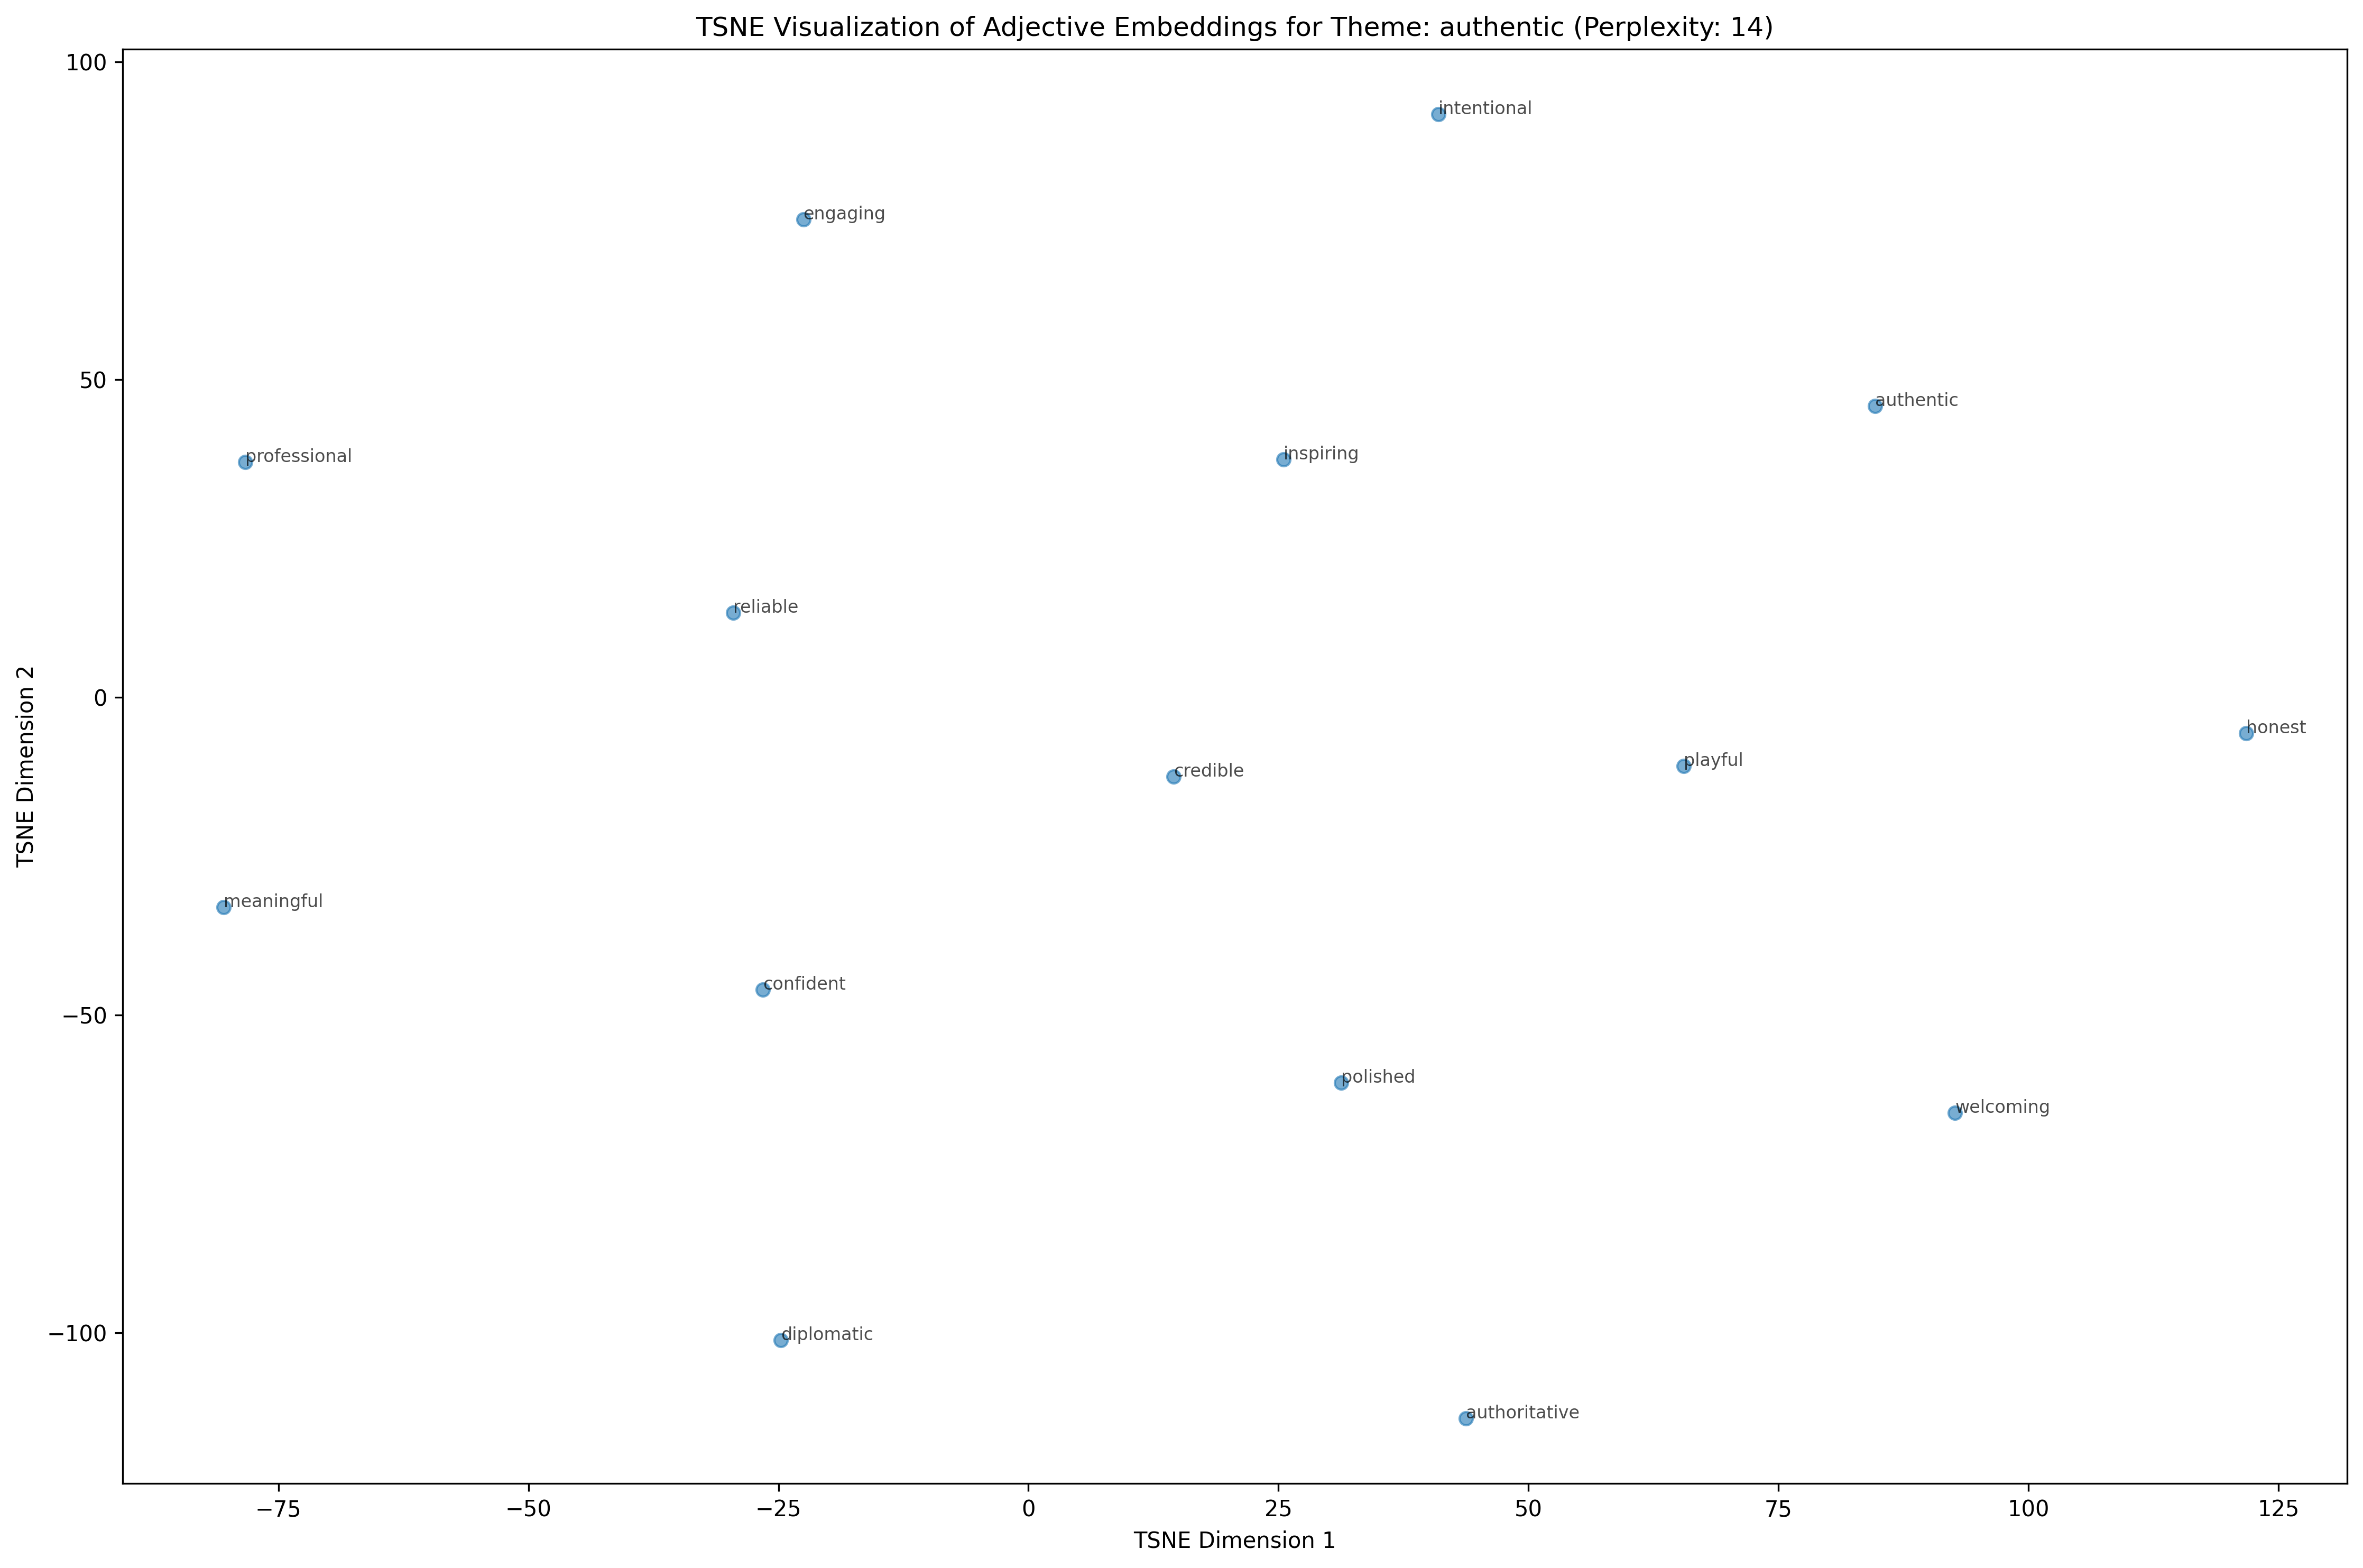 TSNE Visualization of Adjective Embeddings for Theme: authentic (Perplexity: 14)
100
intentional
engaging
50
authentic
professional
inspiring
reliable
0
honest
playful
credible
meaningful
confident
−50
polished
welcoming
−100
diplomatic
authoritative
−75
−50
−25
0
25
50
75
100
125
TSNE Dimension 1
TSNE Dimension 2